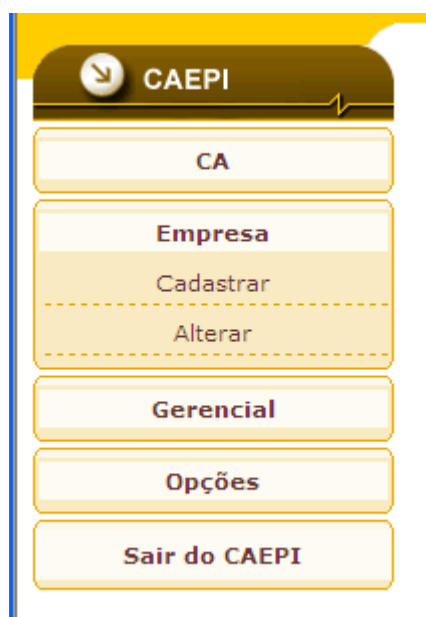 CAEPI
CA
Empresa
Cadastrar
Alterar
Gerencial
Opções
Sair do CAEPI